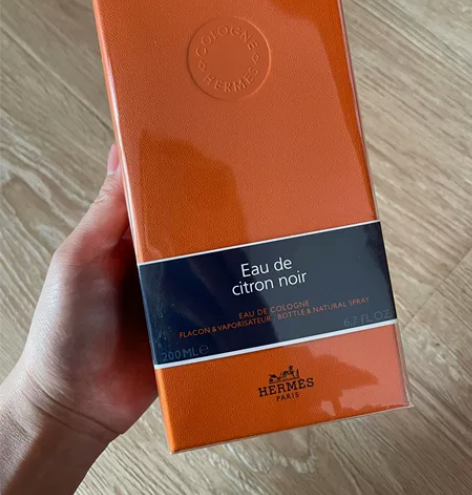 COLOGNE
HERMÈS
Eau de
citron noir
EAU DE COLOGNE
FLACON & VAPORISATEUR . BOTTLE & NATURAL SPRAY
200 ML ℮ 6.7 FL.OZ
HERMÈS
PARIS